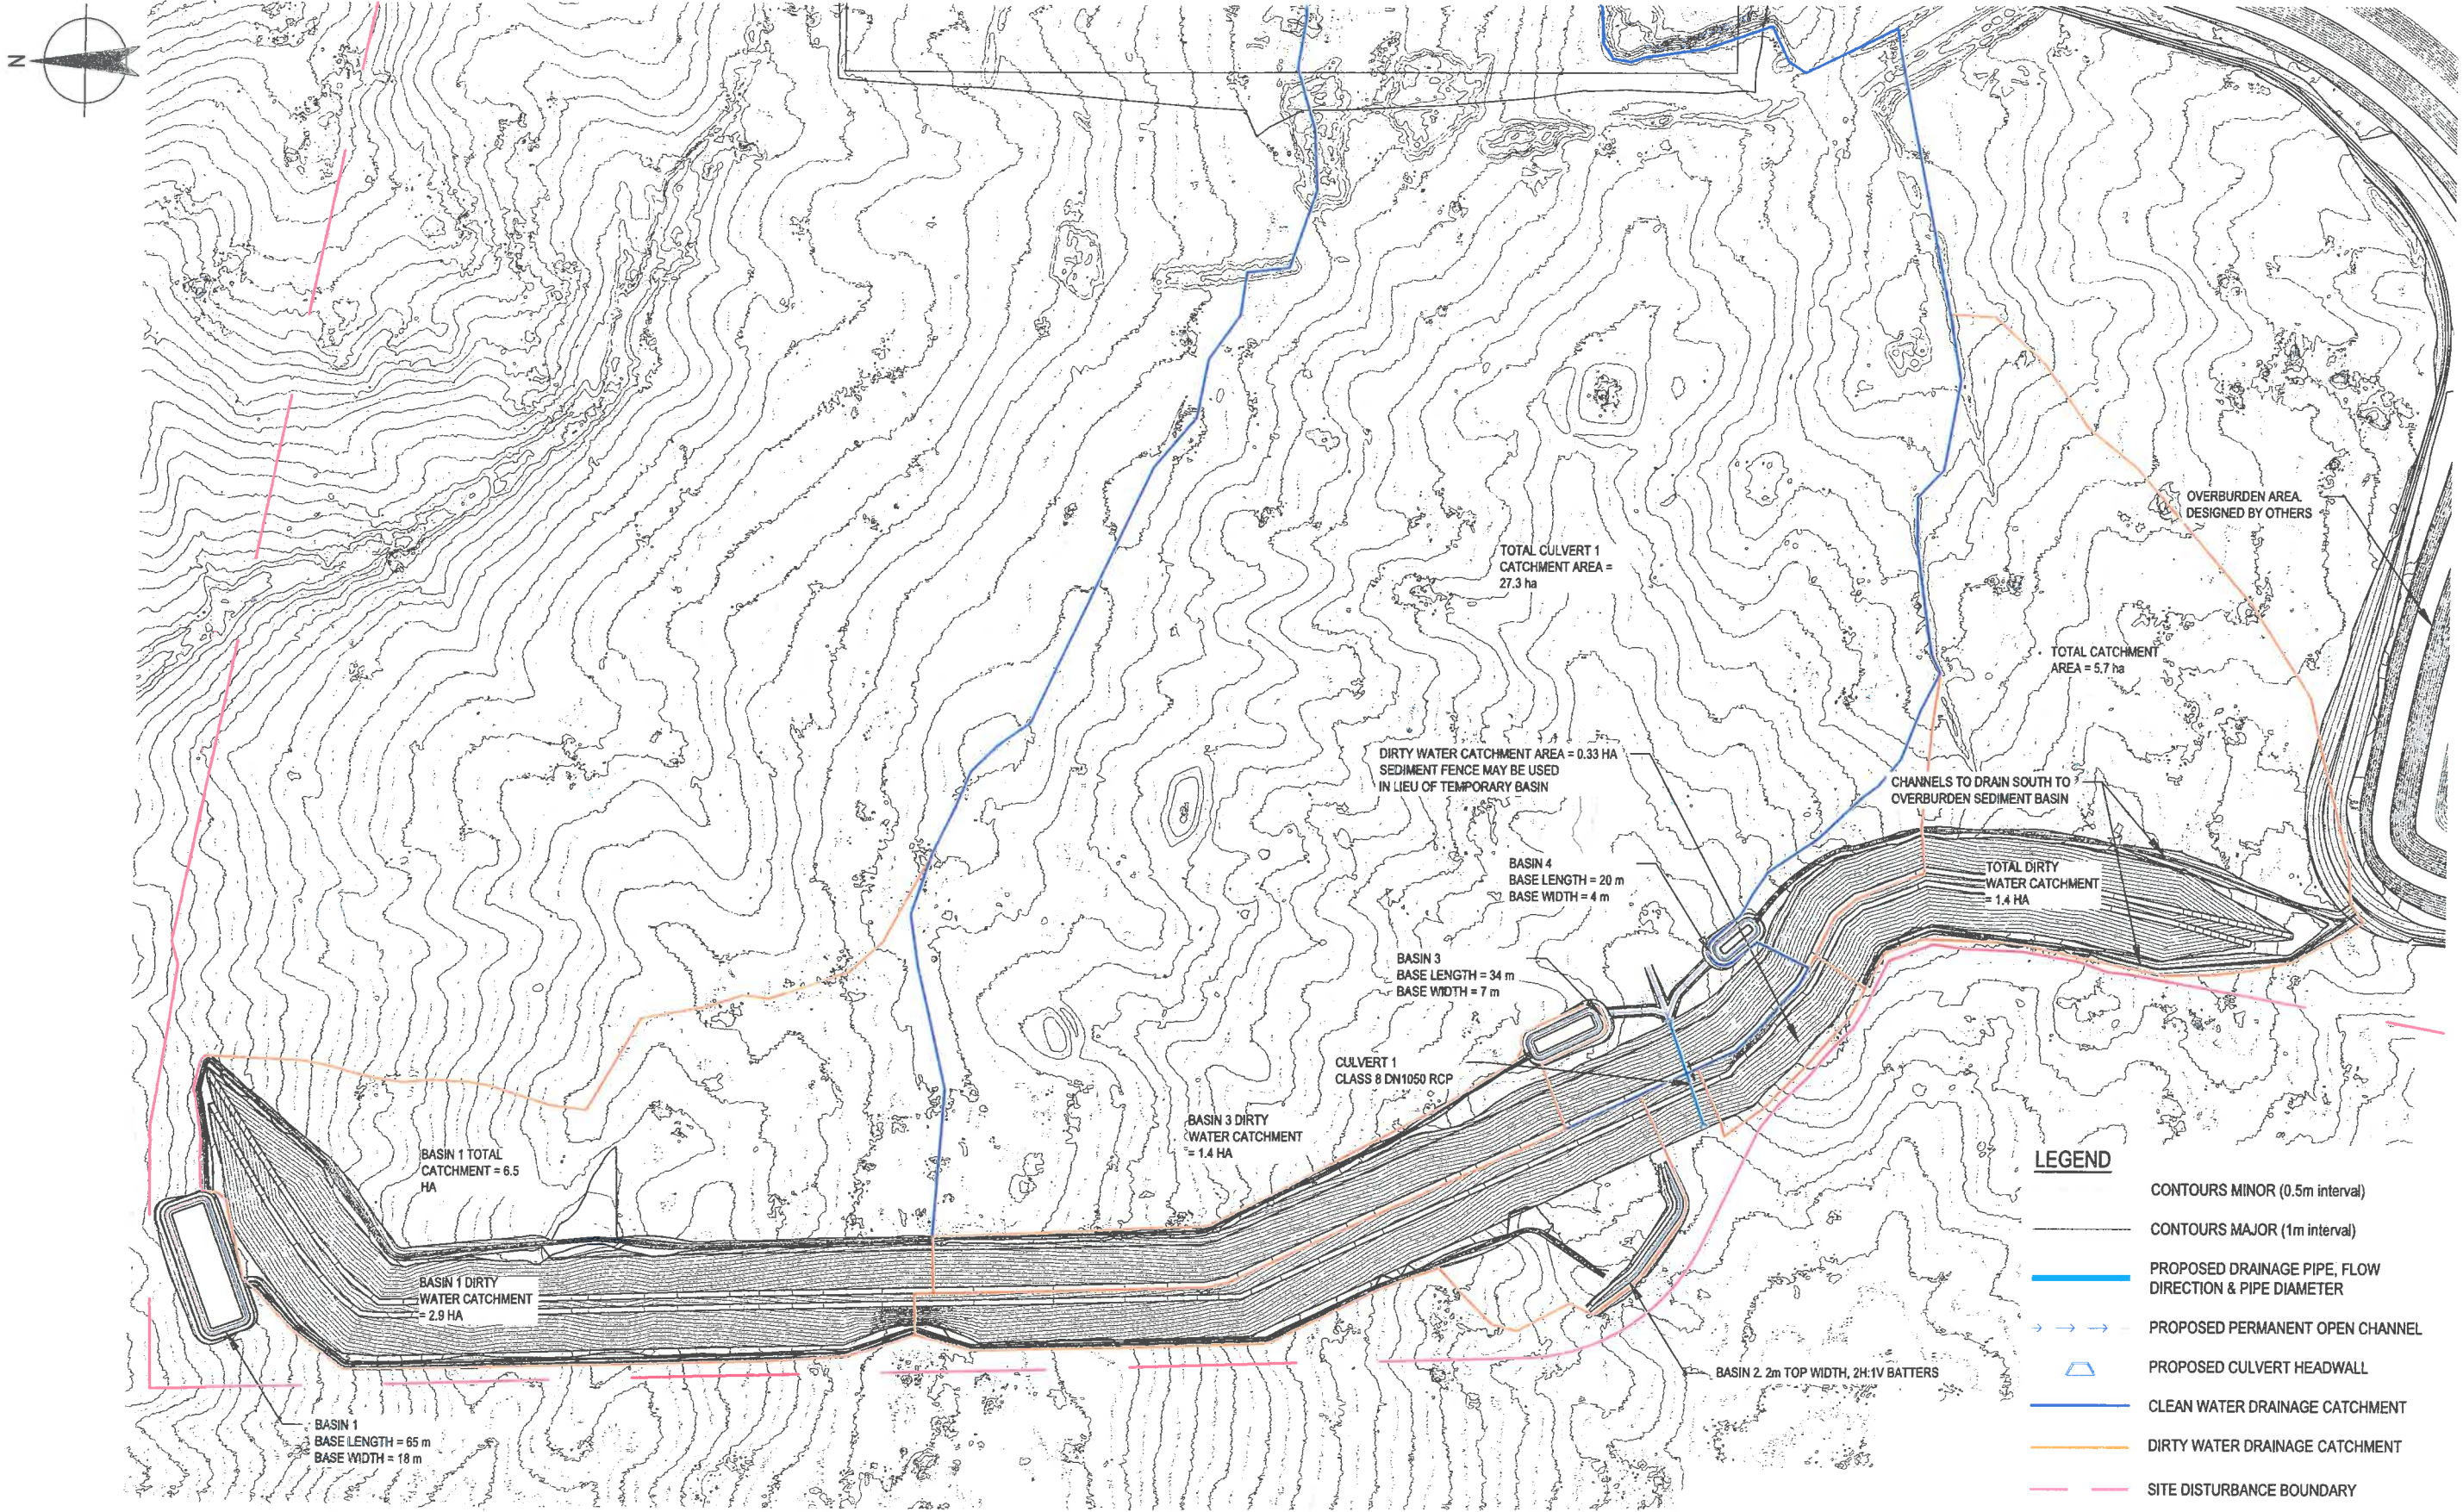 N
OVERBURDEN AREA.
DESIGNED BY OTHERS
TOTAL CULVERT 1
CATCHMENT AREA =
27.3 ha
TOTAL CATCHMENT
AREA = 5.7 ha
DIRTY WATER CATCHMENT AREA = 0.33 HA
SEDIMENT FENCE MAY BE USED
IN LIEU OF TEMPORARY BASIN
CHANNELS TO DRAIN SOUTH TO
OVERBURDEN SEDIMENT BASIN
BASIN 4
BASE LENGTH = 20 m
BASE WIDTH = 4 m
TOTAL DIRTY
WATER CATCHMENT
= 1.4 HA
BASIN 3
BASE LENGTH = 34 m
BASE WIDTH = 7 m
CULVERT 1
CLASS 8 DN1050 RCP
BASIN 3 DIRTY
WATER CATCHMENT
= 1.4 HA
BASIN 1 TOTAL
CATCHMENT = 6.5
HA
BASIN 1 DIRTY
WATER CATCHMENT
= 2.9 HA
BASIN 2. 2m TOP WIDTH, 2H:1V BATTERS
BASIN 1
BASE LENGTH = 65 m
BASE WIDTH = 18 m
LEGEND
CONTOURS MINOR (0.5m interval)
CONTOURS MAJOR (1m interval)
PROPOSED DRAINAGE PIPE, FLOW
DIRECTION & PIPE DIAMETER
PROPOSED PERMANENT OPEN CHANNEL
PROPOSED CULVERT HEADWALL
CLEAN WATER DRAINAGE CATCHMENT
DIRTY WATER DRAINAGE CATCHMENT
SITE DISTURBANCE BOUNDARY